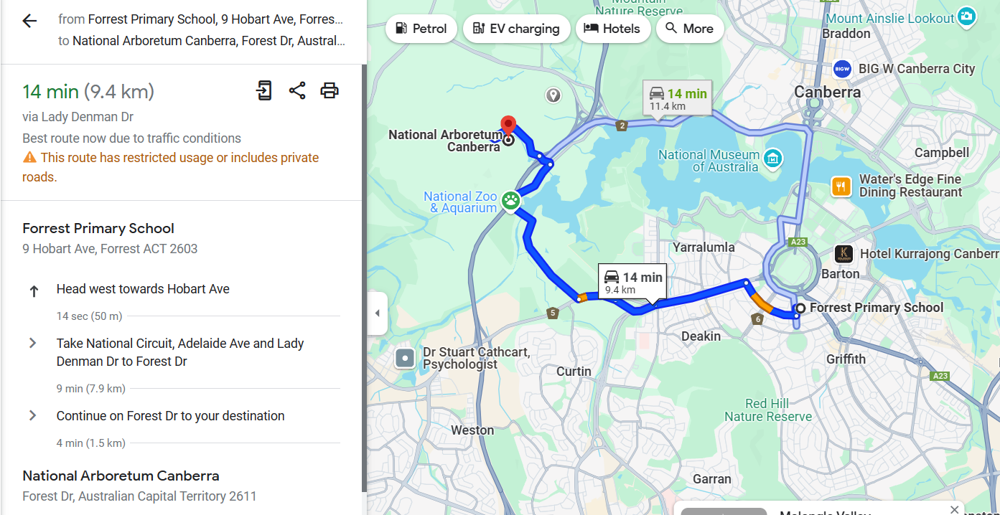 from Forrest Primary School, 9 Hobart Ave, Forres...
to National Arboretum Canberra, Forest Dr, Austral...
14 min (9.4 km)
via Lady Denman Dr
Best route now due to traffic conditions
This route has restricted usage or includes private
roads.
Forrest Primary School
9 Hobart Ave, Forrest ACT 2603
Head west towards Hobart Ave
14 sec (50 m)
Take National Circuit, Adelaide Ave and Lady
Denman Dr to Forest Dr
9 min (7.9 km)
Continue on Forest Dr to your destination
4 min (1.5 km)
National Arboretum Canberra
Forest Dr, Australian Capital Territory 2611
Mountain
Nature Reserve
Petrol
EV charging
Hotels
More
Mount Ainslie Lookout
Braddon
BIG W
BIG W Canberra City
Canberra
14 min
11.4 km
2
National Arboretum
Canberra
National Museum
of Australia
Campbell
Water's Edge Fine
Dining Restaurant
National Zoo
& Aquarium
A23
Yarralumla
K
Hotel Kurrajong Canberr
Barton
14 min
9.4 km
5
6
Forrest Primary School
Deakin
Griffith
Dr Stuart Cathcart,
Psychologist
Curtin
A23
Red Hill
Nature Reserve
Weston
Garran